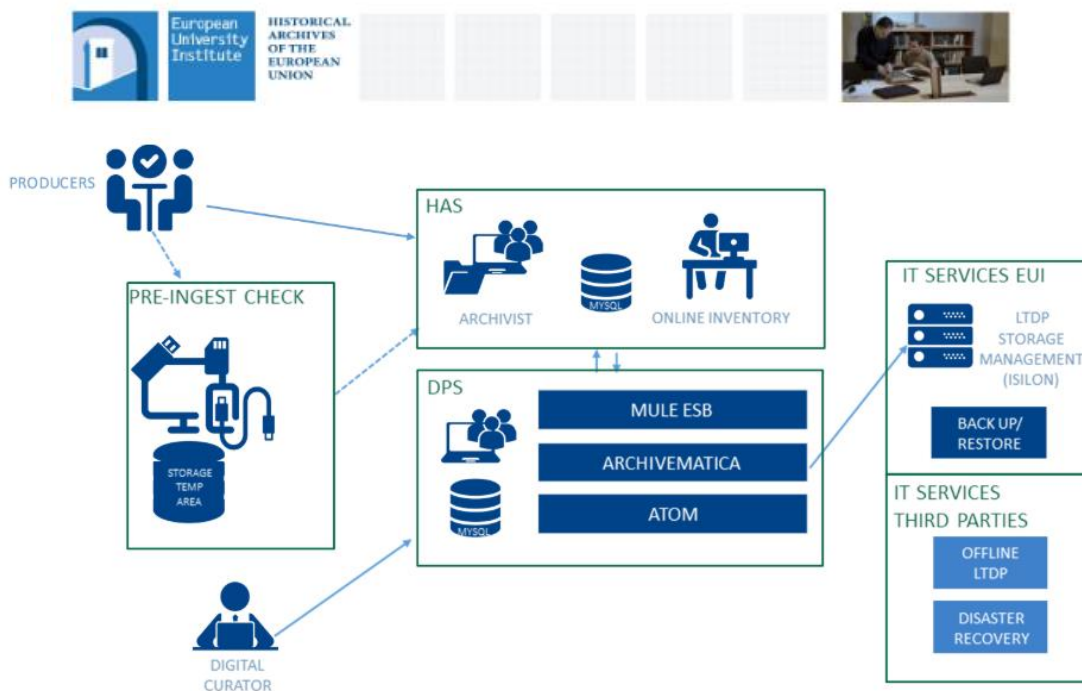 European
University
Institute
HISTORICAL
ARCHIVES
OF THE
EUROPEAN
UNION
PRODUCERS
PRE-INGEST CHECK
STORAGE
TEMP
AREA
HAS
ARCHIVIST
MYSQL
ONLINE INVENTORY
DPS
MYSQL
MULE ESB
ARCHIVEMATICA
ATOM
DIGITAL
CURATOR
IT SERVICES EUI
LTDP
STORAGE
MANAGEMENT
(ISILON)
BACK UP/
RESTORE
IT SERVICES
THIRD PARTIES
OFFLINE
LTDP
DISASTER
RECOVERY